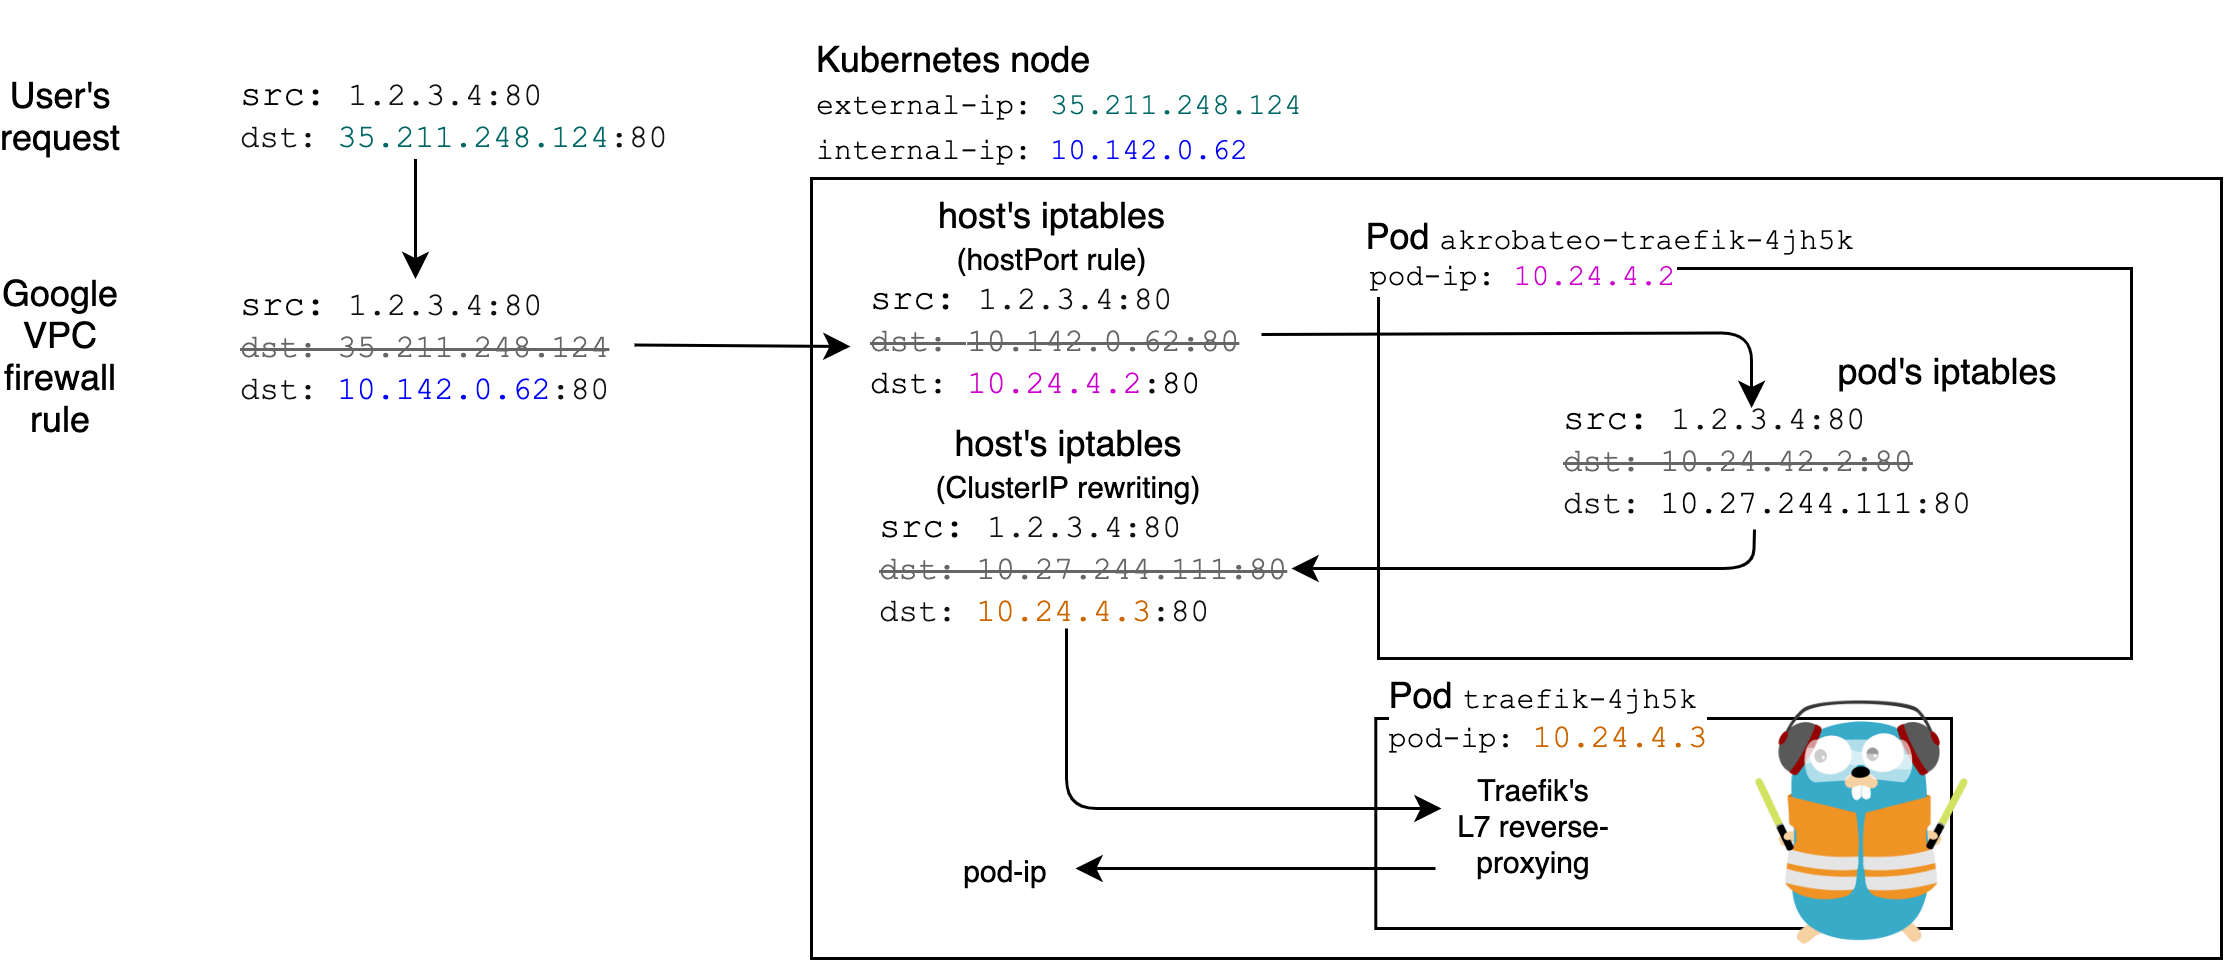 User's
request
src: 1.2.3.4:80
dst: 35.211.248.124:80
Google
VPC
firewall
rule
src: 1.2.3.4:80
dst: 35.211.248.124
dst: 10.142.0.62:80
Kubernetes node
external-ip: 35.211.248.124
internal-ip: 10.142.0.62
host's iptables
(hostPort rule)
src: 1.2.3.4:80
dst: 10.142.0.62:80
dst: 10.24.4.2:80
Pod akrobateo-traefik-4jh5k
pod-ip: 10.24.4.2
pod's iptables
src: 1.2.3.4:80
dst: 10.24.42.2:80
dst: 10.27.244.111:80
host's iptables
(ClusterIP rewriting)
src: 1.2.3.4:80
dst: 10.27.244.111:80
dst: 10.24.4.3:80
Pod traefik-4jh5k
pod-ip: 10.24.4.3
Traefik's
L7 reverse-
proxying
pod-ip